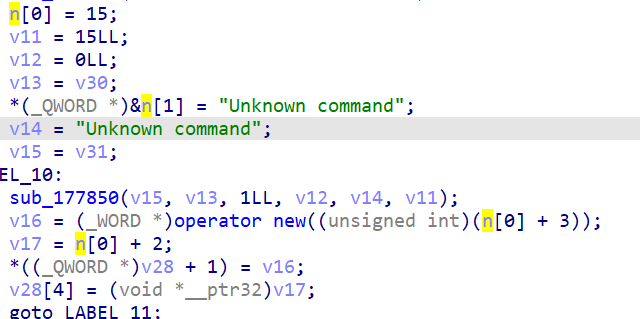 n[0] = 15;
v11 = 15LL;
v12 = 0LL;
v13 = v30;
*(_QWORD *)&n[1] = "Unknown command";
v14 = "Unknown command";
v15 = v31;
EL_10:
sub_177850(v15, v13, 1LL, v12, v14, v11);
v16 = (_WORD *)operator new((unsigned int)(n[0] + 3));
v17 = n[0] + 2;
*((_QWORD *)v28 + 1) = v16;
v28[4] = (void *__ptr32)v17;
goto LABEL_11;